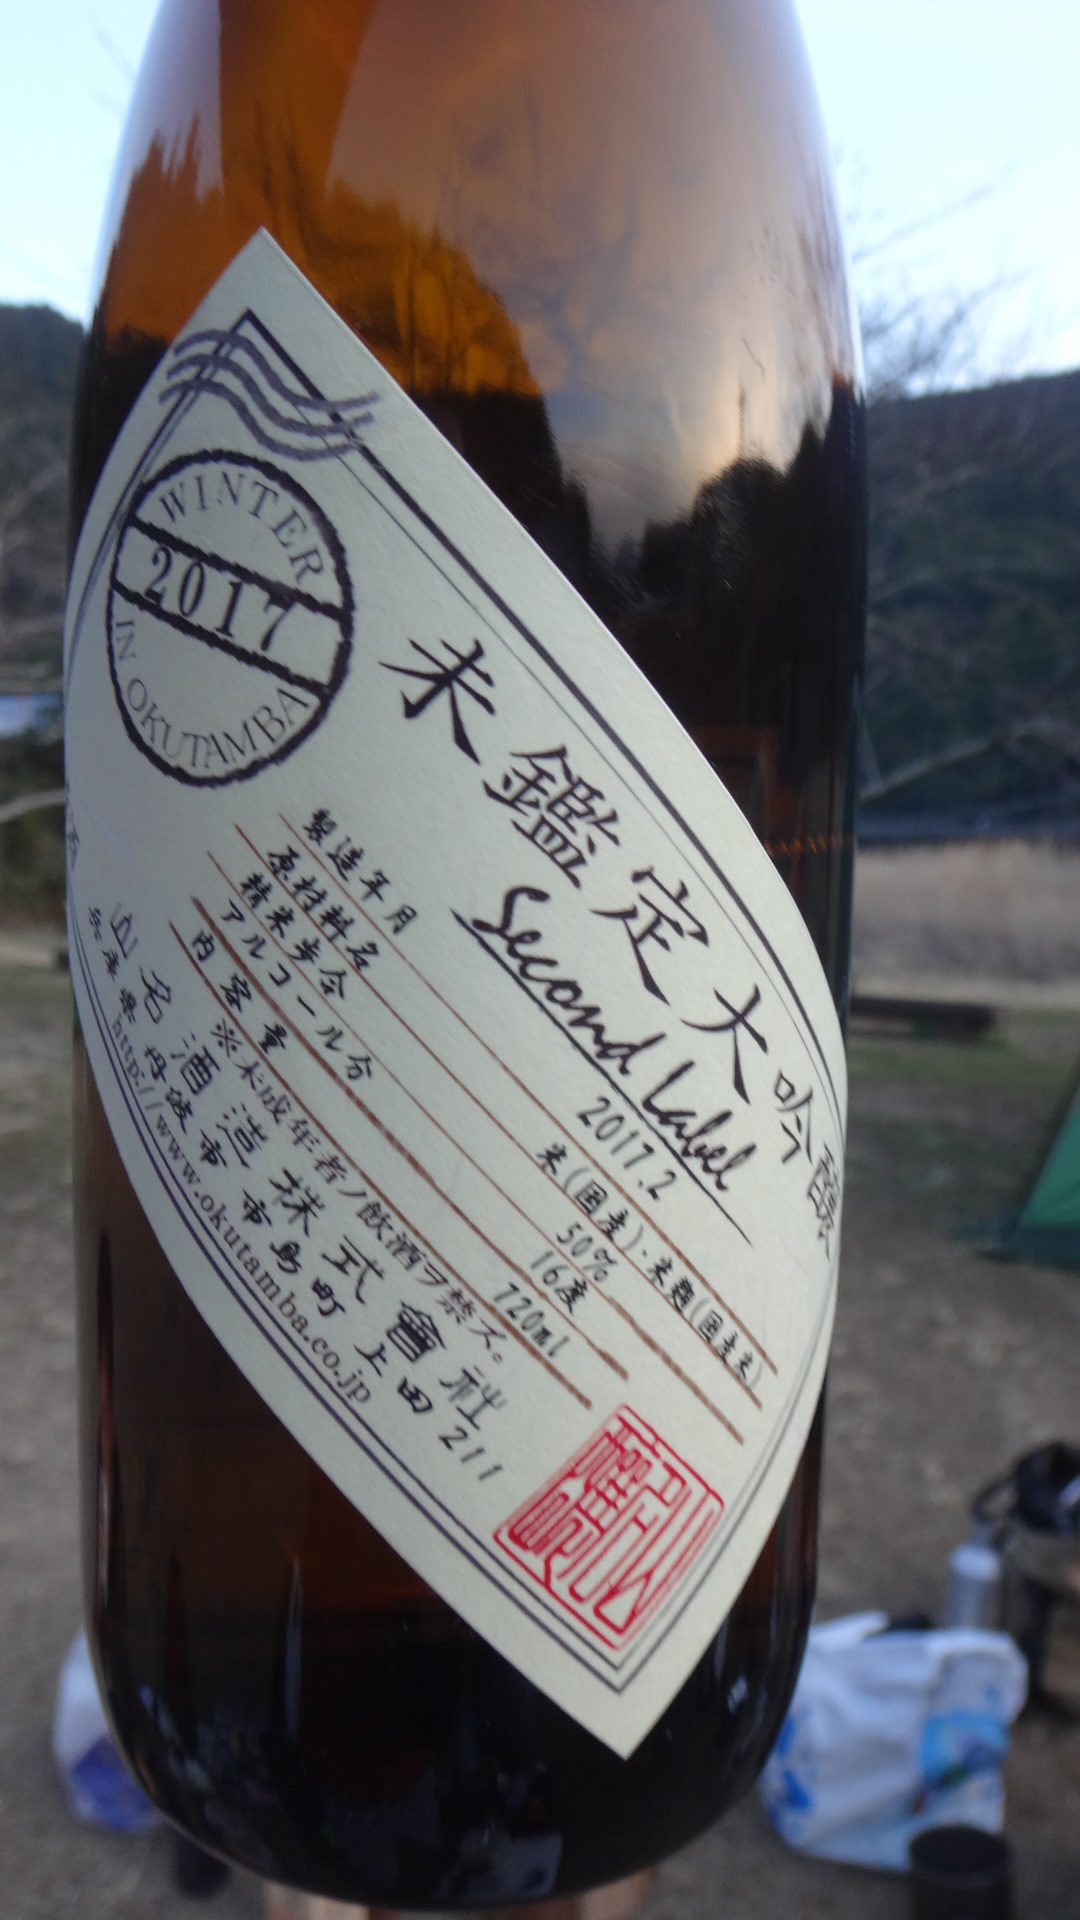 WINTER
2017
IN OKUTAMBA
未鑑定大吟醸
Second Label
製造年月 2017.2
原材料名 米(国産)・米麹(国産米)
精米歩合 50%
アルコール分 16度
内容量 720ml
※未成年者ノ飲酒ヲ禁ズ。
山名酒造株式會社
兵庫県丹波市市島町上田211
http://www.okutamba.co.jp